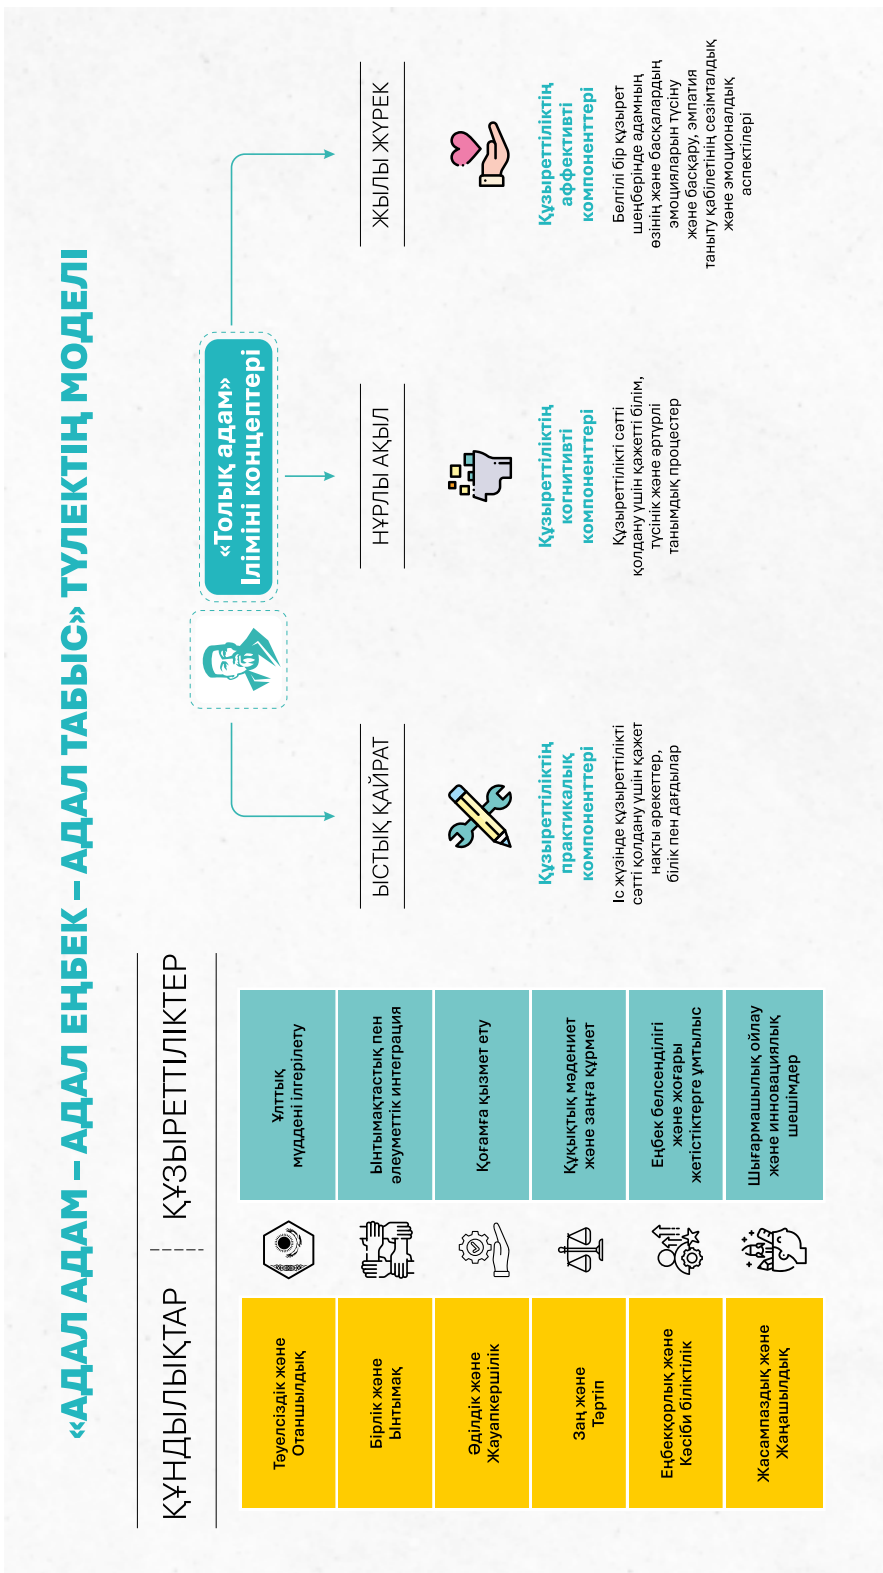 «АДАЛ АДАМ – АДАЛ ЕҢБЕК – АДАЛ ТАБЫС» ТҮЛЕКТІҢ МОДЕЛІ
ҚҰНДЫЛЫҚТАР
ҚҰЗЫРЕТТІЛІКТЕР
Тәуелсіздік және
Отаншылдық
Ұлттық
мүддені ілгерілету
Бірлік және
Ынтымақ
Ынтымақтастық пен
әлеуметтік интеграция
Әділдік және
Жауапкершілік
Қоғамға қызмет ету
Заң және
Тәртіп
Құқықтық мәдениет
және заңға құрмет
Еңбекқорлық және
Кәсіби біліктілік
Еңбек белсенділігі
және жоғары
жетістіктерге ұмтылыс
Жасампаздық және
Жаңашылдық
Шығармашылық ойлау
және инновациялық
шешімдер
«Толық адам»
Іліміні концептері
ЫСТЫҚ ҚАЙРАТ
Құзыреттіліктің
практикалық
компоненттері
Іс жүзінде құзыреттілікті
сәтті қолдану үшін қажет
нақты әрекеттер,
білік пен дағдылар
НҰРЛЫ АҚЫЛ
Құзыреттіліктің
когнитивті
компоненттері
Құзыреттілікті сәтті
қолдану үшін қажетті білім,
түсінік және әртүрлі
танымдық процестер
ЖЫЛЫ ЖҮРЕК
Құзыреттіліктің
аффективті
компоненттері
Белгілі бір құзырет
шеңберінде адамның
өзінің және басқалардың
эмоцияларын түсіну
және басқару, эмпатия
таныту қабілетінің сезімталдық
және эмоционалдық
аспектілері